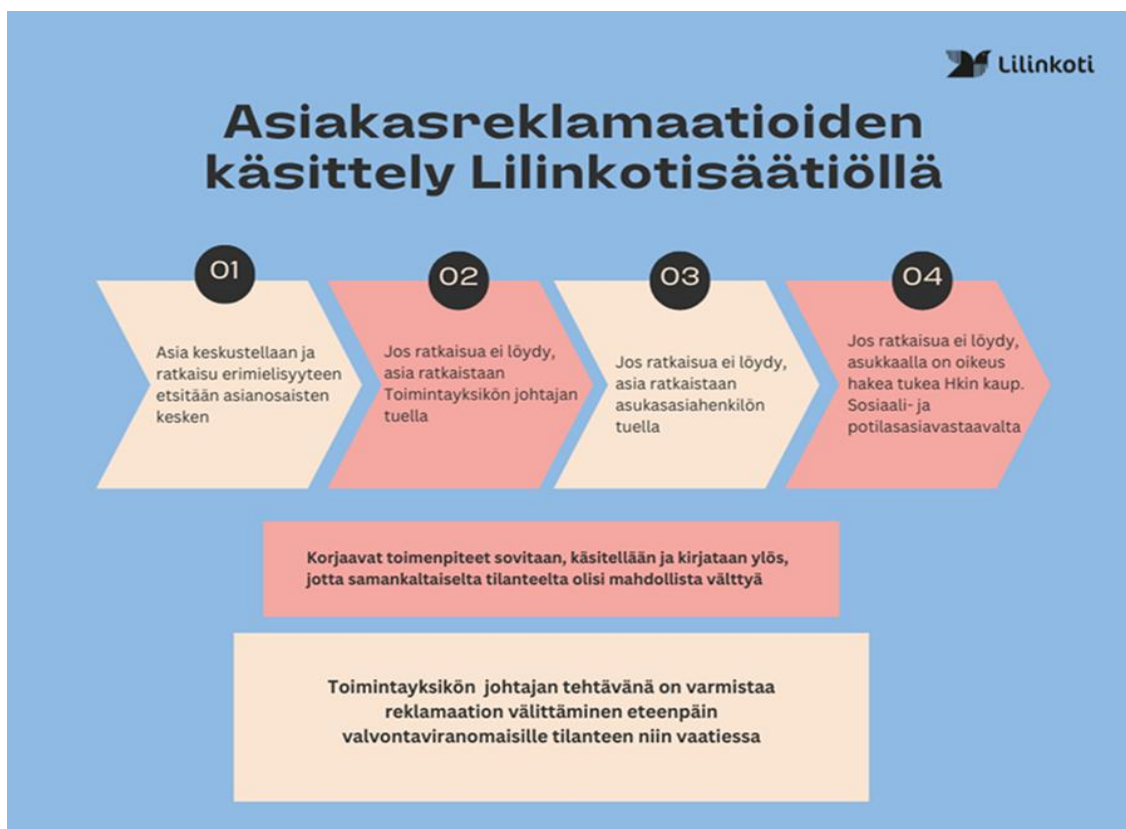 Lilinkoti
Asiakasreklamaatioiden
käsittely Lilinkotisäätiöllä
01
Asia keskustellaan ja
ratkaisu erimielisyyteen
etsitään asianosaisten
kesken
02
Jos ratkaisua ei löydy,
asia ratkaistaan
Toimintayksikön johtajan
tuella
03
Jos ratkaisua ei löydy,
asia ratkaistaan
asukasasiahenkilön
tuella
04
Jos ratkaisua ei löydy,
asukkaalla on oikeus
hakea tukea Hkin kaup.
Sosiaali- ja
potilasasiavastaavalta
Korjaavat toimenpiteet sovitaan, käsitellään ja kirjataan ylös,
jotta samankaltaiselta tilanteelta olisi mahdollista välttyä
Toimintayksikön johtajan tehtävänä on varmistaa
reklamaation välittäminen eteenpäin
valvontaviranomaisille tilanteen niin vaatiessa